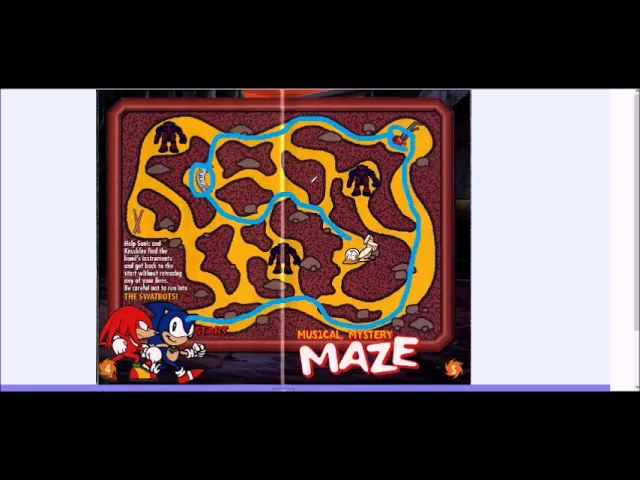 Help Sonic and
Knuckles find the
band's instruments
and get back to the
start without retracing
any of your lines.
Be careful not to run into
THE SWATBOTS!
START
MUSICAL MYSTERY
MAZE
4
5